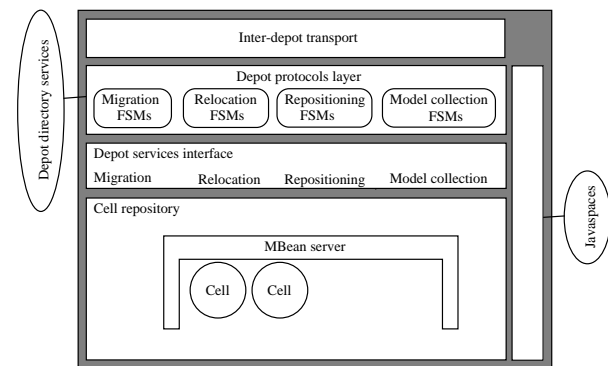 Depot directory services
Inter-depot transport
Depot protocols layer
Migration
FSMs
Relocation
FSMs
Repositioning
FSMs
Model collection
FSMs
Depot services interface
Migration
Relocation
Repositioning
Model collection
Cell repository
MBean server
Cell
Cell
Javaspaces